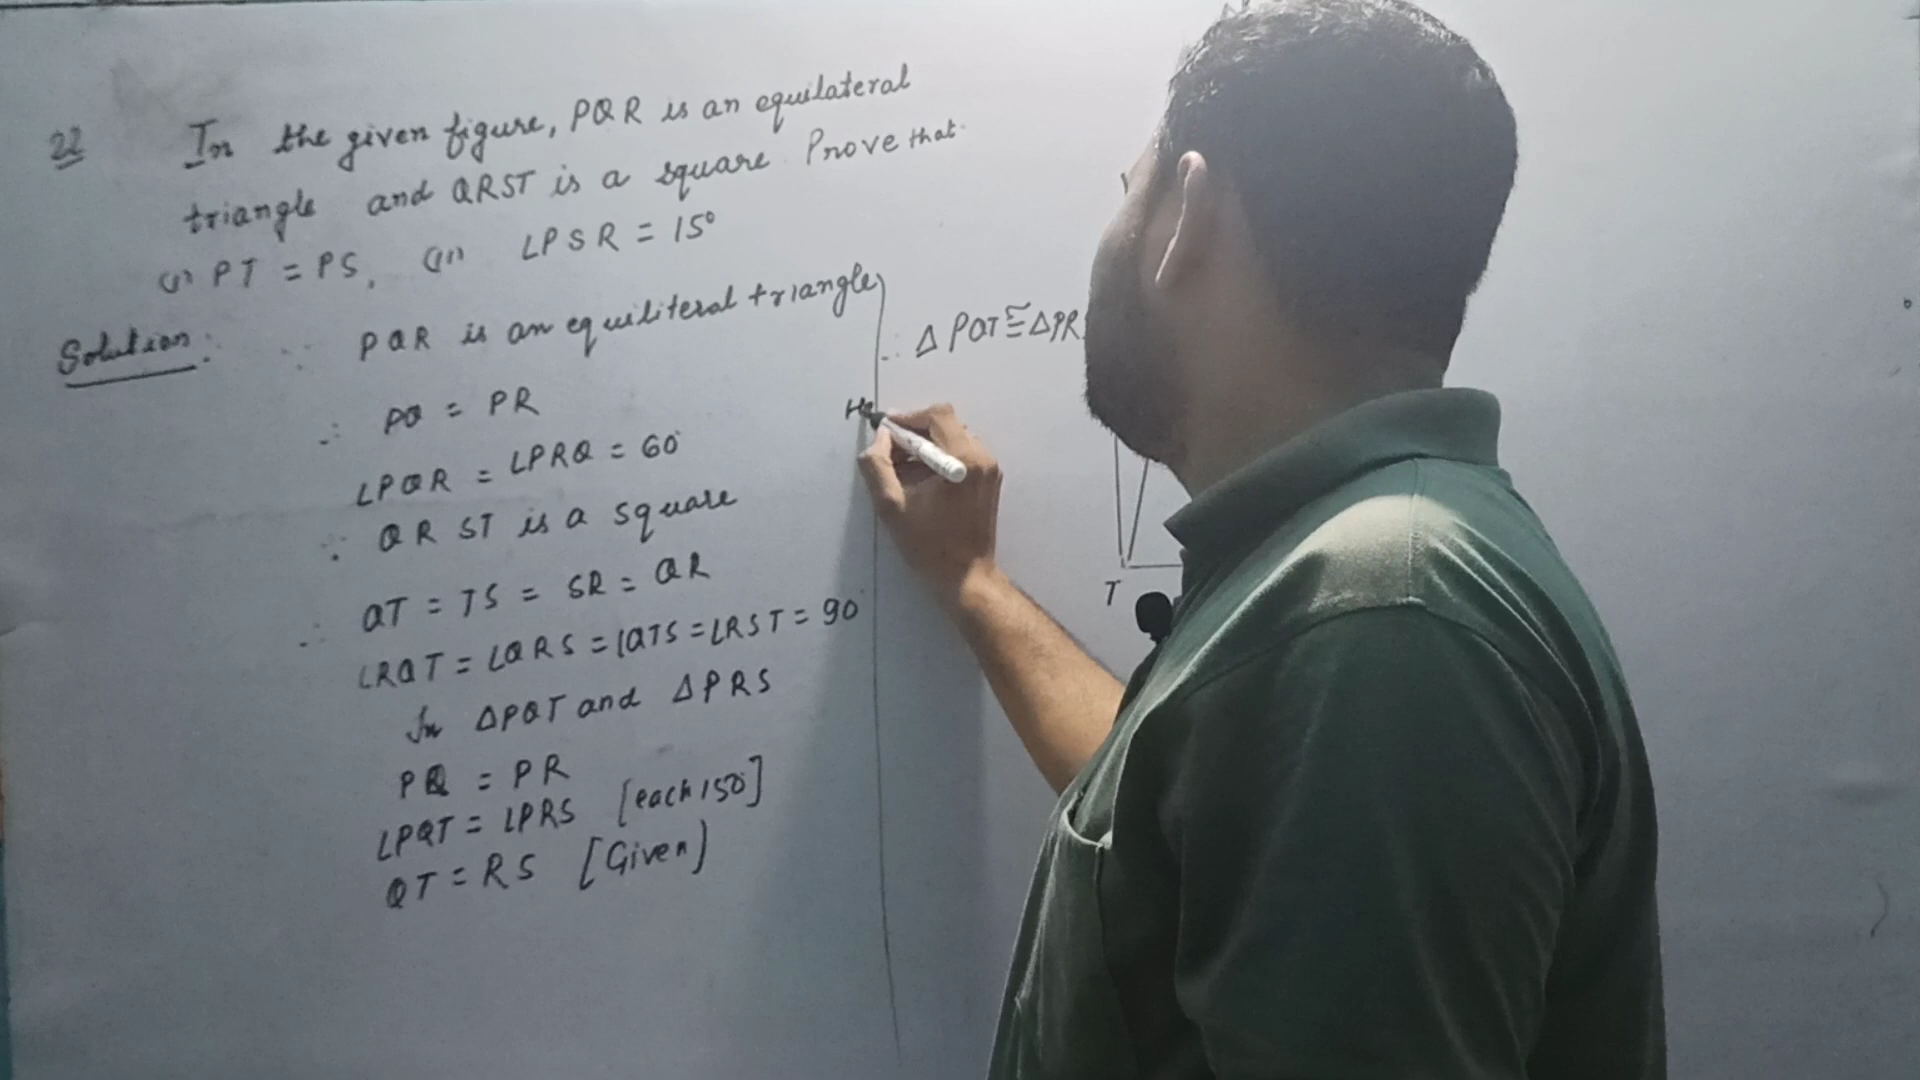 22 In the given figure, PQR is an equilateral
triangle and QRST is a square. Prove that
(i) PT = PS, (ii) ∠PSR = 15°
Solution: ∵ PQR is an equiliteral triangle
∴ PQ = PR
∠PQR = ∠PRQ = 60°
∵ QRST is a square
∴ QT = TS = SR = QR
∠RQT = ∠QRS = ∠QTS = ∠RST = 90°
In ΔPQT and ΔPRS
PQ = PR
∠PQT = ∠PRS [each 150°]
QT = RS [Given]
∴ ΔPQT ≅ ΔPR
T